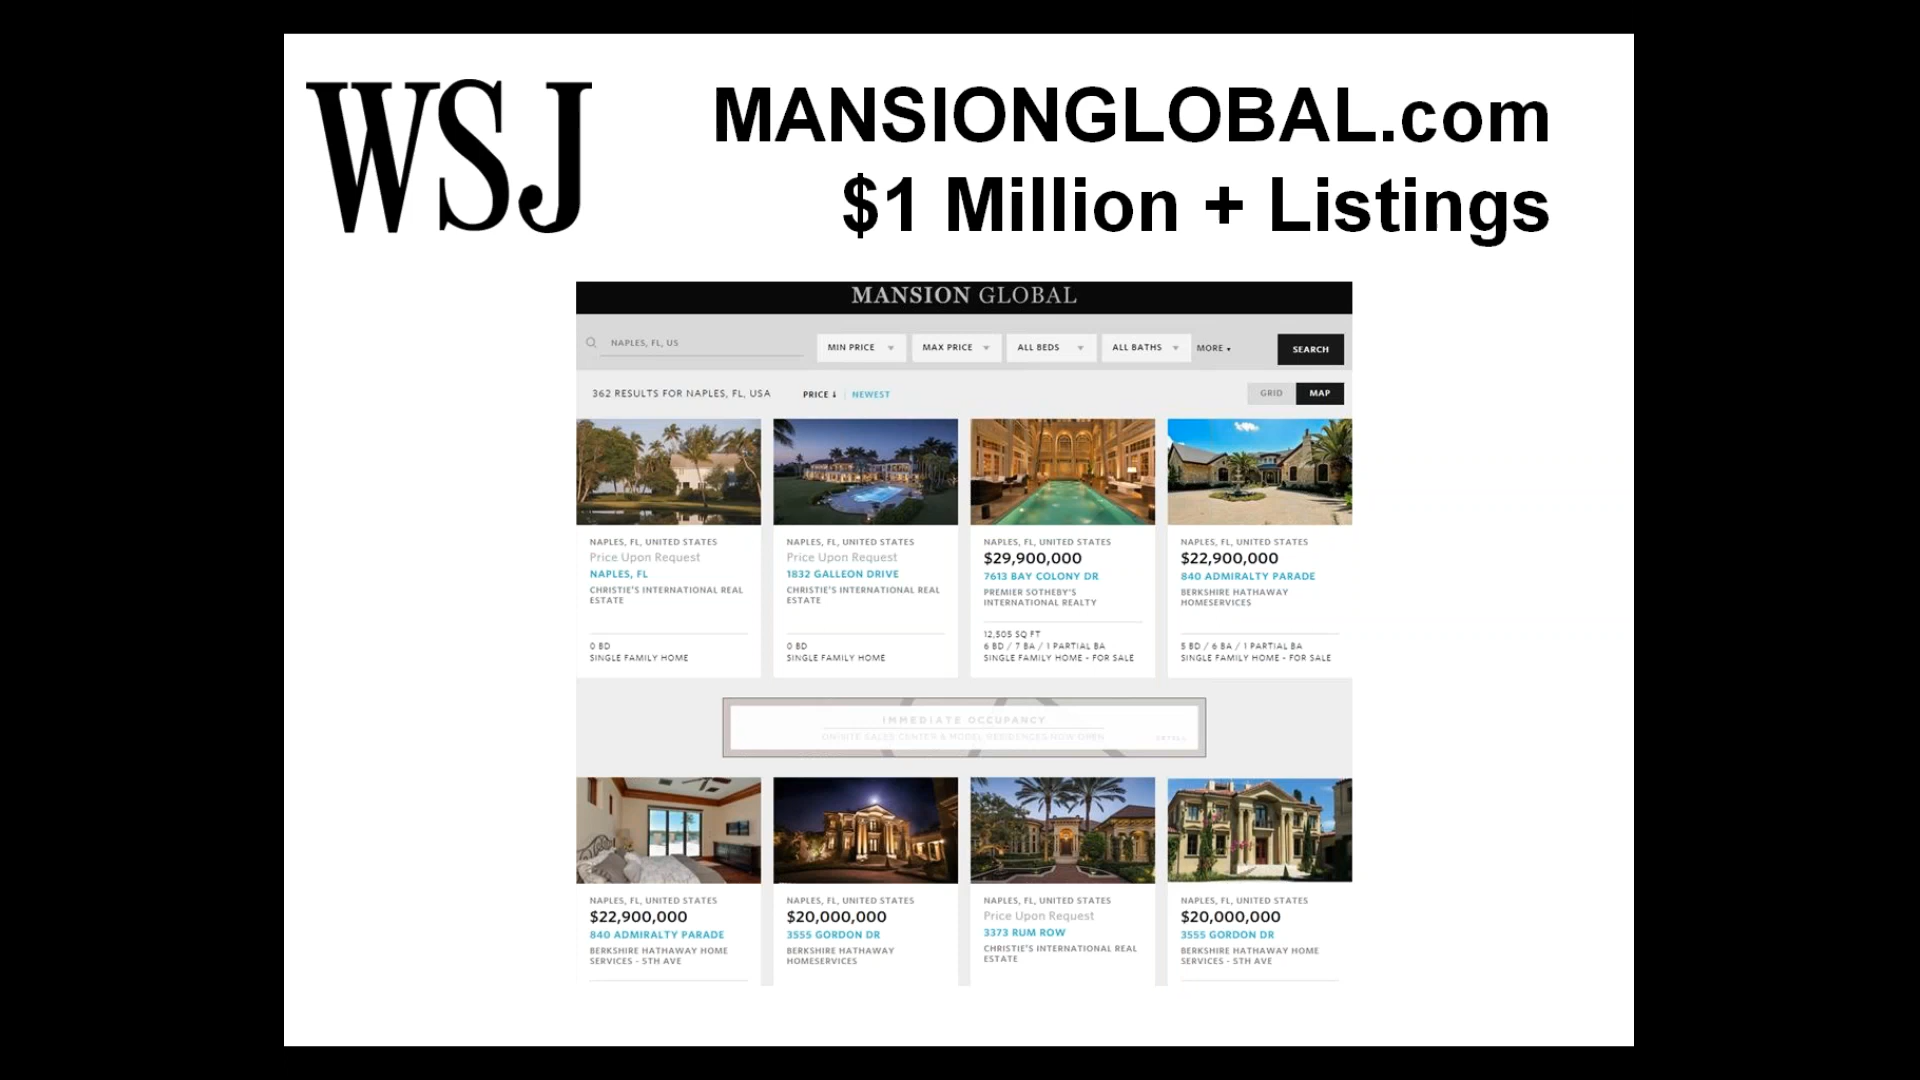 WSJ
MANSIONGLOBAL.com
$1 Million + Listings
MANSION GLOBAL
NAPLES, FL, US
MIN PRICE
MAX PRICE
ALL BEDS
ALL BATHS
MORE
SEARCH
362 RESULTS FOR NAPLES, FL, USA
PRICE
NEWEST
GRID
MAP
NAPLES, FL, UNITED STATES
Price Upon Request
NAPLES, FL
CHRISTIE'S INTERNATIONAL REAL
ESTATE
0 BD
SINGLE FAMILY HOME
NAPLES, FL, UNITED STATES
Price Upon Request
1832 GALLEON DRIVE
CHRISTIE'S INTERNATIONAL REAL
ESTATE
0 BD
SINGLE FAMILY HOME
NAPLES, FL, UNITED STATES
$29,900,000
7613 BAY COLONY DR
PREMIER SOTHEBY'S
INTERNATIONAL REALTY
12,505 SQ FT
6 BD / 7 BA / 1 PARTIAL BA
SINGLE FAMILY HOME - FOR SALE
NAPLES, FL, UNITED STATES
$22,900,000
840 ADMIRALTY PARADE
BERKSHIRE HATHAWAY
HOMESERVICES
5 BD / 6 BA / 1 PARTIAL BA
SINGLE FAMILY HOME - FOR SALE
IMMEDIATE OCCUPANCY
ONSITE SALES CENTER & MODEL RESIDENCES NOW OPEN
NAPLES, FL, UNITED STATES
$22,900,000
840 ADMIRALTY PARADE
BERKSHIRE HATHAWAY HOME
SERVICES - 5TH AVE
NAPLES, FL, UNITED STATES
$20,000,000
3555 GORDON DR
BERKSHIRE HATHAWAY
HOMESERVICES
NAPLES, FL, UNITED STATES
Price Upon Request
3373 RUM ROW
CHRISTIE'S INTERNATIONAL REAL
ESTATE
NAPLES, FL, UNITED STATES
$20,000,000
3555 GORDON DR
BERKSHIRE HATHAWAY HOME
SERVICES - 5TH AVE